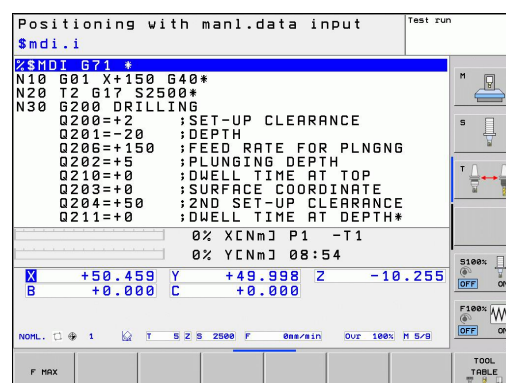 Positioning with manl.data input
Test run
$mdi.i
%$MDI G71 *
N10 G01 X+150 G40*
N20 T2 G17 S2500*
N30 G200 DRILLING
Q200=+2 ;SET-UP CLEARANCE
Q201=-20 ;DEPTH
Q206=+150 ;FEED RATE FOR PLNGNG
Q202=+5 ;PLUNGING DEPTH
Q210=+0 ;DWELL TIME AT TOP
Q203=+0 ;SURFACE COORDINATE
Q204=+50 ;2ND SET-UP CLEARANCE
Q211=+0 ;DWELL TIME AT DEPTH*
0% X[Nm] P1 -T1
0% Y[Nm] 08:54
X +50.459 Y +49.998 Z -10.255
B +0.000 C +0.000
NOML. 1 T 5 Z S 2500 F 0mm/min Ovr 100% M 5/9
M
S
T
S100%
OFF ON
F100%
OFF ON
F MAX
TOOL
TABLE